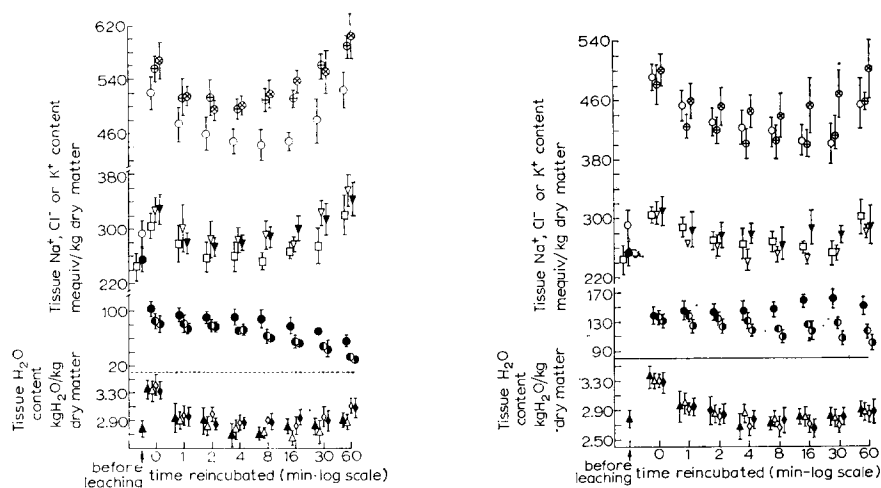 620
540
460
380
300
220
100
20
3.30
2.90
2.50
Tissue Na+, Cl- or K+ content
mequiv/kg dry matter
Tissue H2O
content
kgH2O/kg
dry matter
0 1 2 4 8 16 30 60
before
leaching
time reincubated (min-log scale)
620
540
460
380
300
220
170
130
90
3.30
2.90
2.50
Tissue Na+, Cl- or K+ content
mequiv/kg dry matter
Tissue H2O
content
kgH2O/kg
dry matter
0 1 2 4 8 16 30 60
before
leaching
time reincubated (min-log scale)